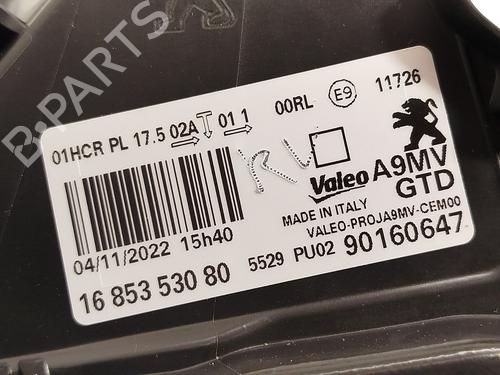 B-PARTS
01HCR PL 17.5 02A T 01 1 00RL E9 11726
RL
Valeo A9MV
GTD
MADE IN ITALY
VALEO-PROJA9MV-CEM00
04/11/2022 15h40
5529 PU02 90160647
16 853 530 80